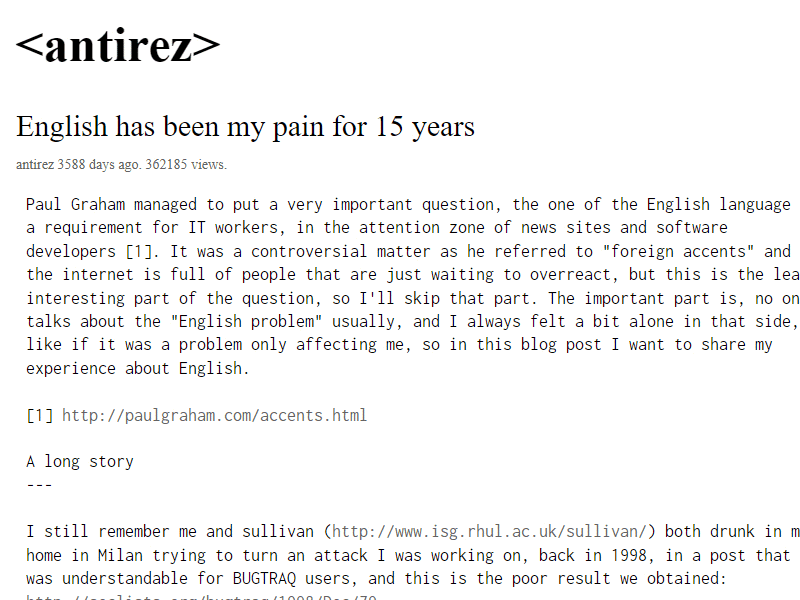 <antirez>
English has been my pain for 15 years
antirez 3588 days ago. 362185 views.
Paul Graham managed to put a very important question, the one of the English language
a requirement for IT workers, in the attention zone of news sites and software
developers [1]. It was a controversial matter as he referred to "foreign accents" and
the internet is full of people that are just waiting to overreact, but this is the lea
interesting part of the question, so I'll skip that part. The important part is, no on
talks about the "English problem" usually, and I always felt a bit alone in that side,
like if it was a problem only affecting me, so in this blog post I want to share my
experience about English.
[1] http://paulgraham.com/accents.html
A long story
---
I still remember me and sullivan (http://www.isg.rhul.ac.uk/sullivan/) both drunk in m
home in Milan trying to turn an attack I was working on, back in 1998, in a post that
was understandable for BUGTRAQ users, and this is the poor result we obtained: